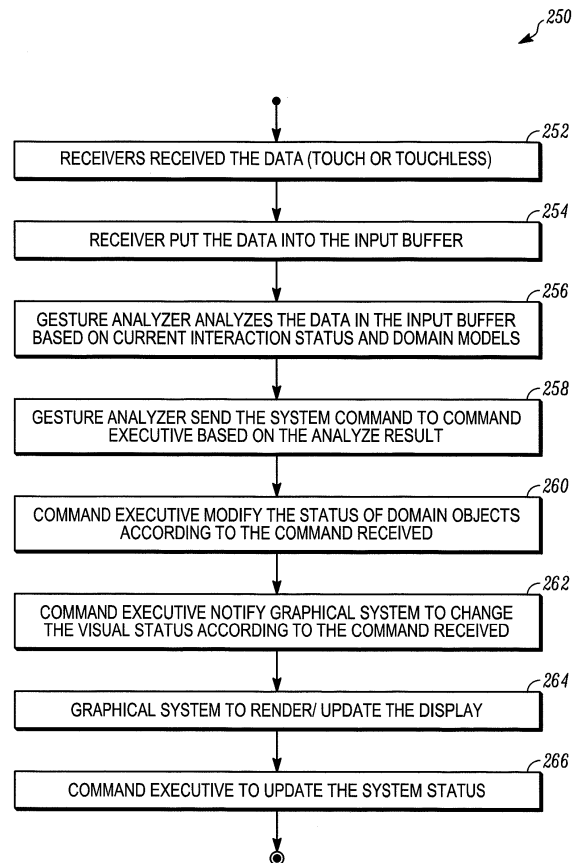 250
252
RECEIVERS RECEIVED THE DATA (TOUCH OR TOUCHLESS)
254
RECEIVER PUT THE DATA INTO THE INPUT BUFFER
256
GESTURE ANALYZER ANALYZES THE DATA IN THE INPUT BUFFER
BASED ON CURRENT INTERACTION STATUS AND DOMAIN MODELS
258
GESTURE ANALYZER SEND THE SYSTEM COMMAND TO COMMAND
EXECUTIVE BASED ON THE ANALYZE RESULT
260
COMMAND EXECUTIVE MODIFY THE STATUS OF DOMAIN OBJECTS
ACCORDING TO THE COMMAND RECEIVED
262
COMMAND EXECUTIVE NOTIFY GRAPHICAL SYSTEM TO CHANGE
THE VISUAL STATUS ACCORDING TO THE COMMAND RECEIVED
264
GRAPHICAL SYSTEM TO RENDER/ UPDATE THE DISPLAY
266
COMMAND EXECUTIVE TO UPDATE THE SYSTEM STATUS